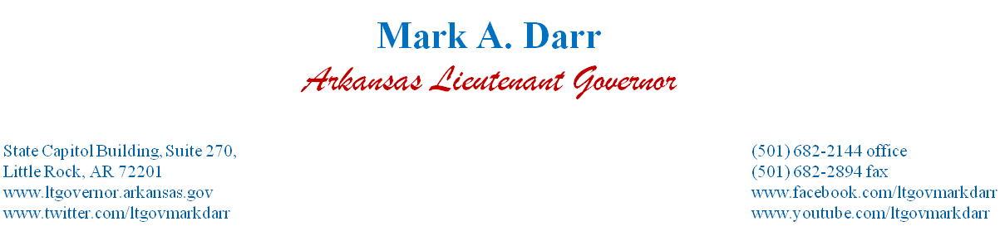 Mark A. Darr
Arkansas Lieutenant Governor
State Capitol Building, Suite 270,
Little Rock, AR 72201
www.ltgovernor.arkansas.gov
www.twitter.com/ltgovmarkdarr
(501) 682-2144 office
(501) 682-2894 fax
www.facebook.com/ltgovmarkdarr
www.youtube.com/ltgovmarkdarr